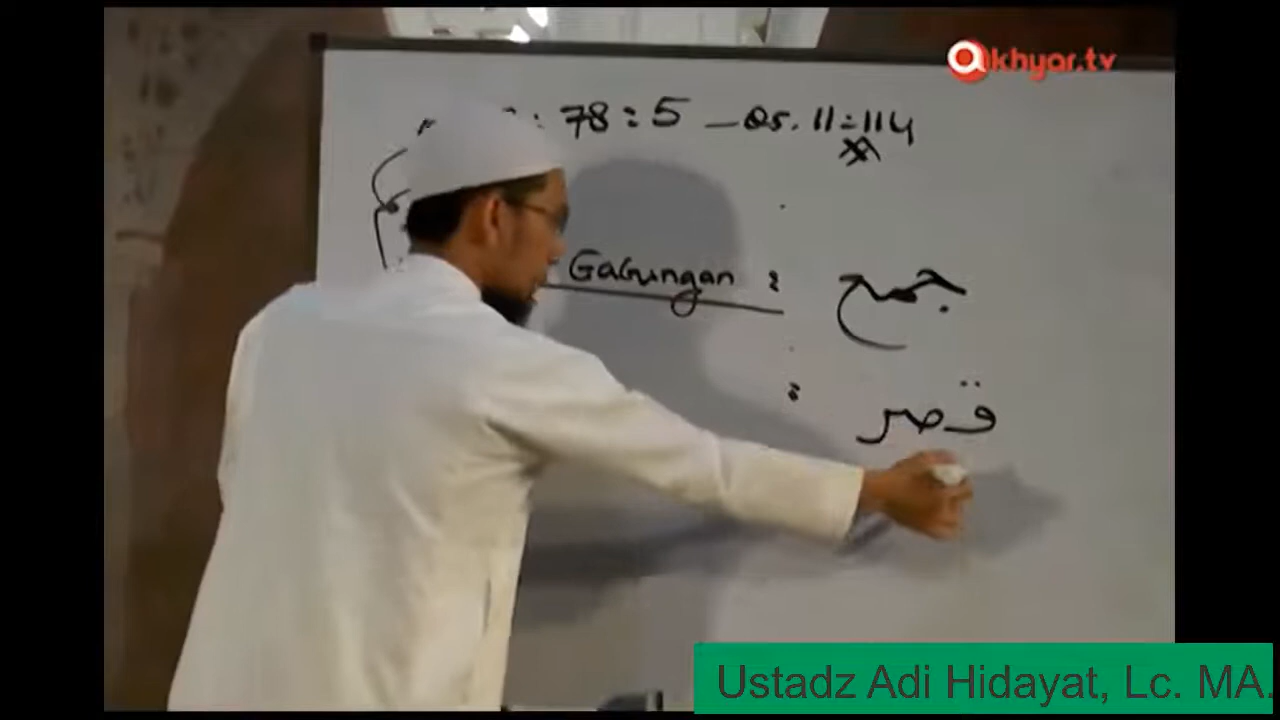 akhyar.tv
: 78 : 5 – Qs. 11 : 114
Gabungan : جمع
: قصر
Ustadz Adi Hidayat, Lc. MA.